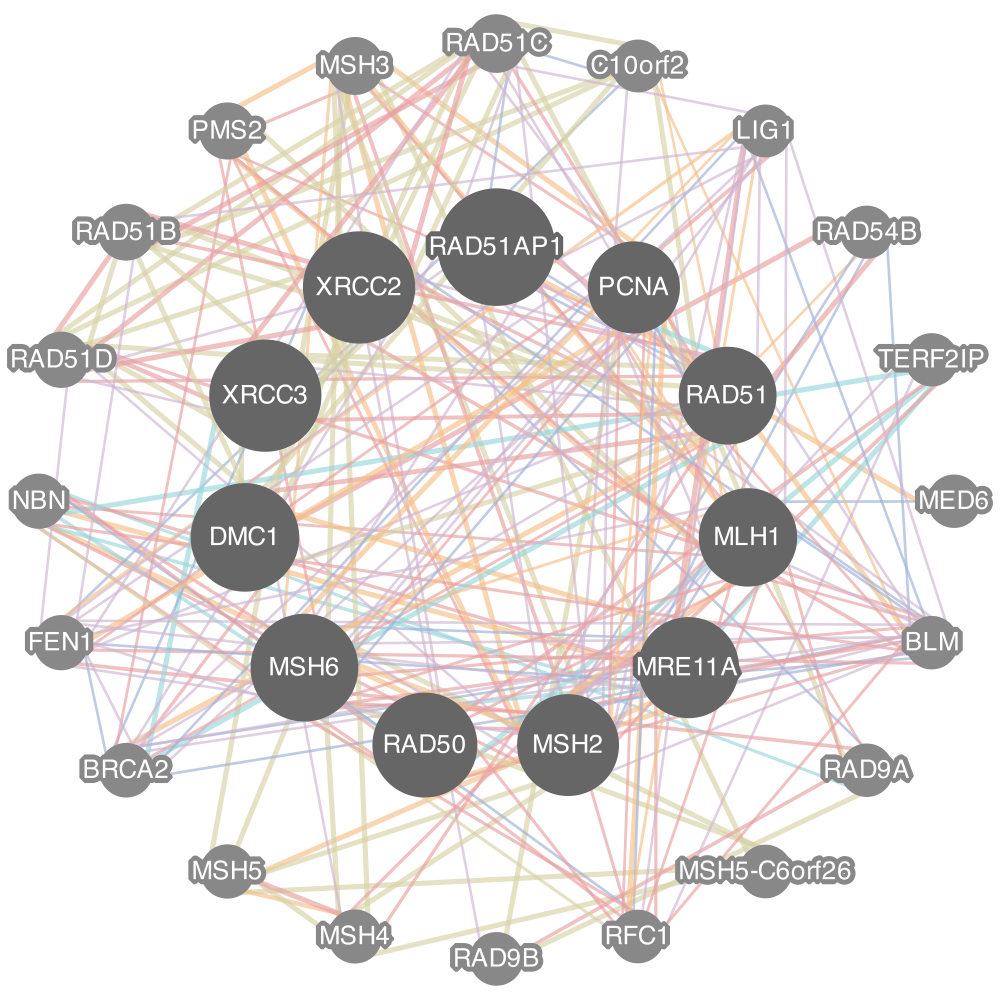 RAD51C
MSH3
C10orf2
PMS2
LIG1
RAD51B
RAD54B
RAD51AP1
XRCC2
PCNA
RAD51D
TERF2IP
XRCC3
RAD51
NBN
MED6
DMC1
MLH1
FEN1
BLM
MSH6
MRE11A
RAD50
MSH2
BRCA2
RAD9A
MSH5
MSH5-C6orf26
MSH4
RFC1
RAD9B